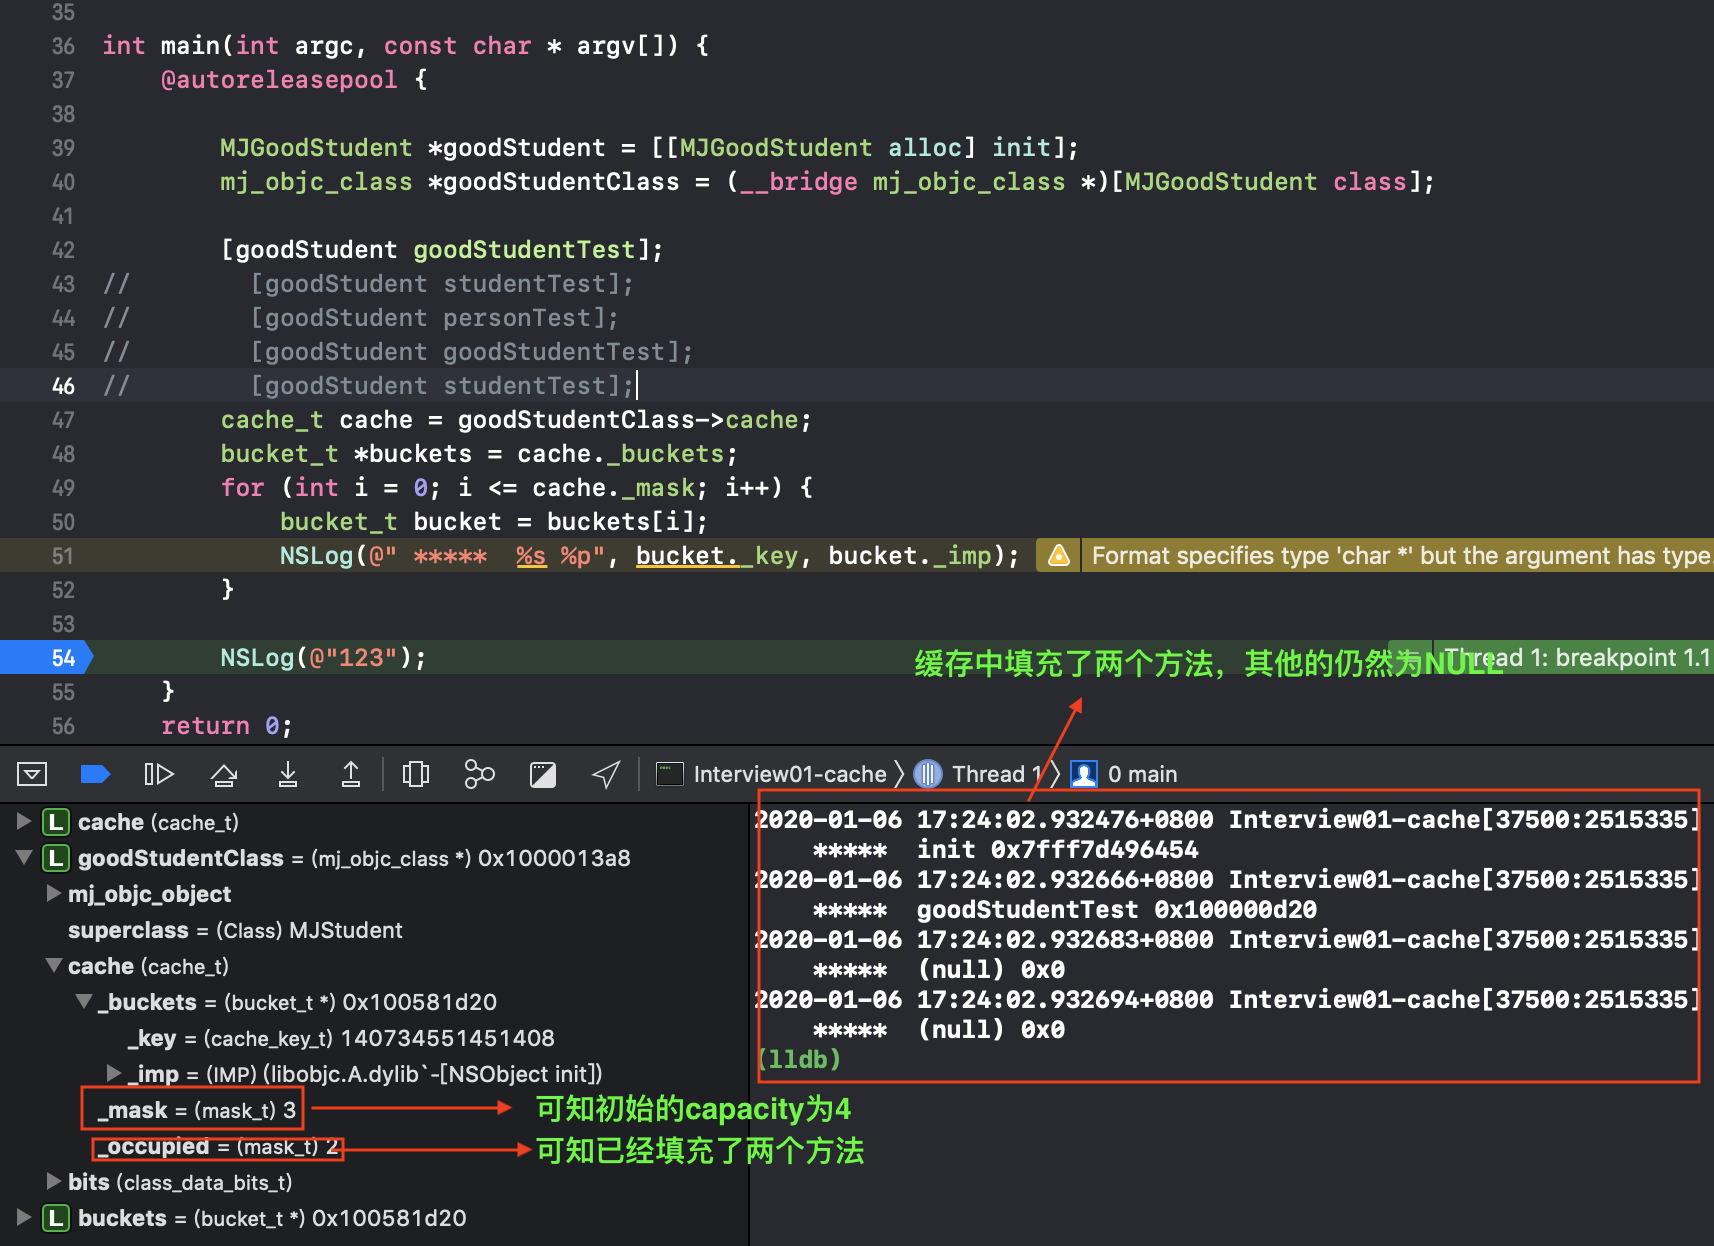 35
36 int main(int argc, const char * argv[]) {
37 @autoreleasepool {
38
39 MJGoodStudent *goodStudent = [[MJGoodStudent alloc] init];
40 mj_objc_class *goodStudentClass = (__bridge mj_objc_class *)[MJGoodStudent class];
41
42 [goodStudent goodStudentTest];
43 // [goodStudent studentTest];
44 // [goodStudent personTest];
45 // [goodStudent goodStudentTest];
46 // [goodStudent studentTest];
47 cache_t cache = goodStudentClass->cache;
48 bucket_t *buckets = cache._buckets;
49 for (int i = 0; i <= cache._mask; i++) {
50 bucket_t bucket = buckets[i];
51 NSLog(@" ***** %s %p", bucket._key, bucket._imp); Format specifies type 'char *' but the argument has type.
52 }
53
54 NSLog(@"123"); Thread 1: breakpoint 1.1
缓存中填充了两个方法，其他的仍然为NULL
55 }
56 return 0;
Interview01-cache Thread 1 0 main
L cache (cache_t)
L goodStudentClass = (mj_objc_class *) 0x1000013a8
mj_objc_object
superclass = (Class) MJStudent
cache (cache_t)
_buckets = (bucket_t *) 0x100581d20
_key = (cache_key_t) 140734551451408
_imp = (IMP) (libobjc.A.dylib`-[NSObject init])
_mask = (mask_t) 3
可知初始的capacity为4
_occupied = (mask_t) 2
可知已经填充了两个方法
bits (class_data_bits_t)
L buckets = (bucket_t *) 0x100581d20
2020-01-06 17:24:02.932476+0800 Interview01-cache[37500:2515335]
***** init 0x7fff7d496454
2020-01-06 17:24:02.932666+0800 Interview01-cache[37500:2515335]
***** goodStudentTest 0x100000d20
2020-01-06 17:24:02.932683+0800 Interview01-cache[37500:2515335]
***** (null) 0x0
2020-01-06 17:24:02.932694+0800 Interview01-cache[37500:2515335]
***** (null) 0x0
(lldb)